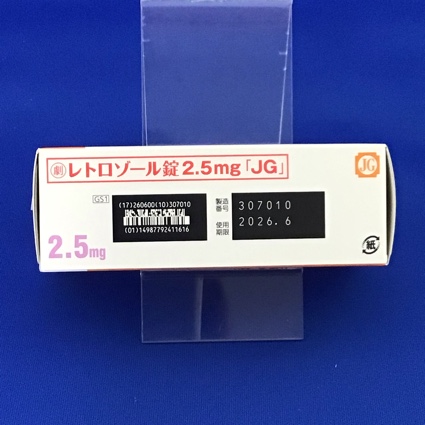 劇 レトロゾール錠2.5mg「JG」
JG
GS1
(17)260600(10)307010
(01)14987792411616
製造番号 307010
使用期限 2026.6
2.5mg
紙